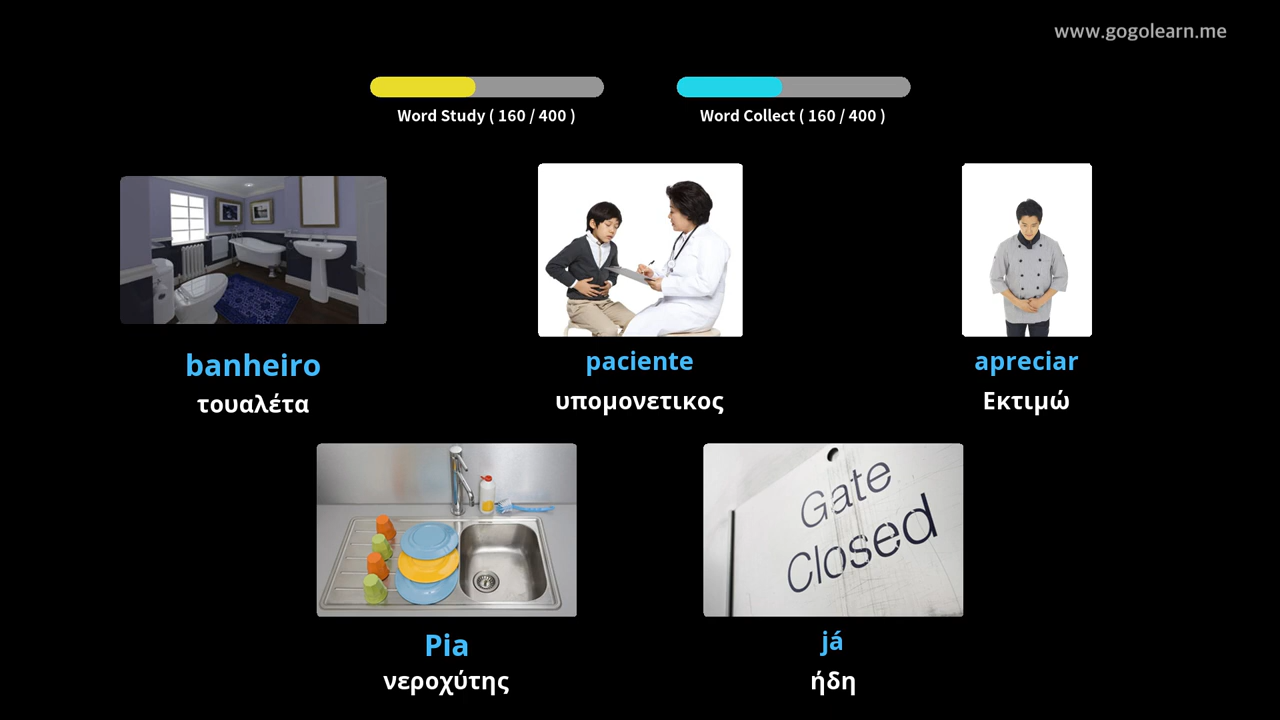 www.gogolearn.me
Word Study ( 160 / 400 )
Word Collect ( 160 / 400 )
banheiro
τουαλέτα
paciente
υπομονετικος
apreciar
Εκτιμώ
Gate
Closed
Pia
νεροχύτης
já
ήδη